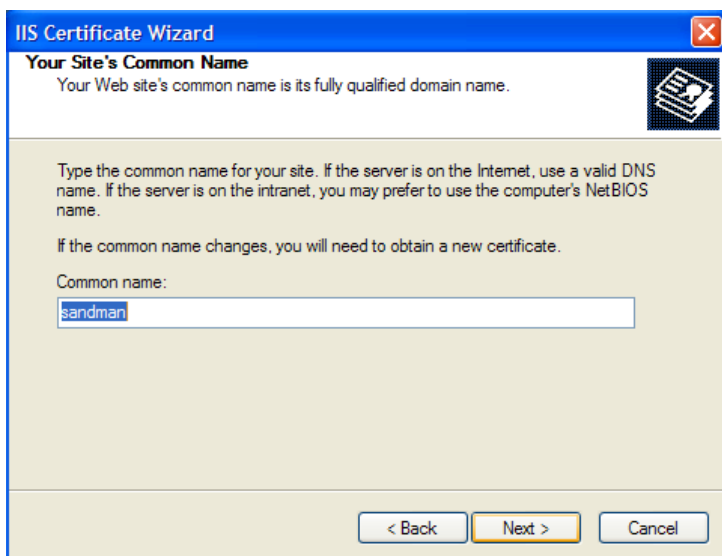 IIS Certificate Wizard
Your Site's Common Name
Your Web site's common name is its fully qualified domain name.
Type the common name for your site. If the server is on the Internet, use a valid DNS
name. If the server is on the intranet, you may prefer to use the computer's NetBIOS
name.
If the common name changes, you will need to obtain a new certificate.
Common name:
sandman
< Back
Next >
Cancel